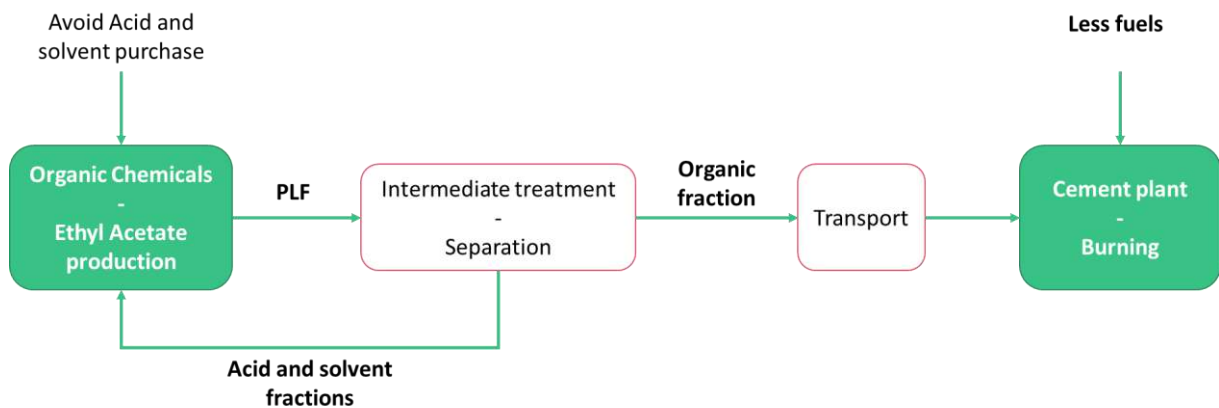 Avoid Acid and
solvent purchase
Less fuels
Organic Chemicals
-
Ethyl Acetate
production
PLF
Intermediate treatment
-
Separation
Organic
fraction
Transport
Cement plant
-
Burning
Acid and solvent
fractions